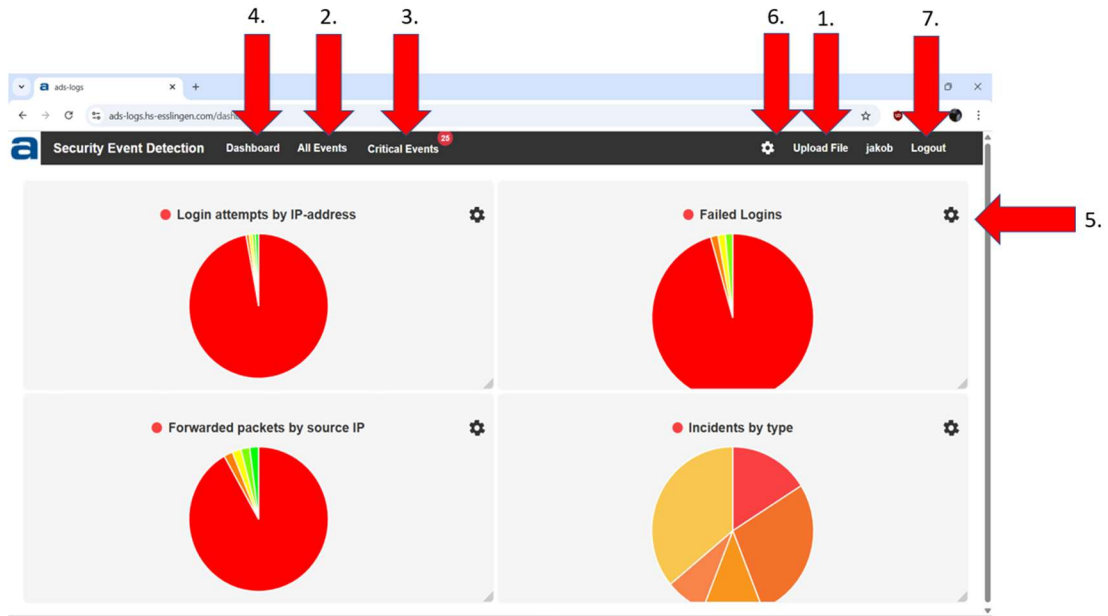 4.
2.
3.
6.
1.
7.
a ads-logs
ads-logs.hs-esslingen.com/dashb
a Security Event Detection Dashboard All Events Critical Events 25 Upload File jakob Logout
Login attempts by IP-address
Failed Logins
5.
Forwarded packets by source IP
Incidents by type